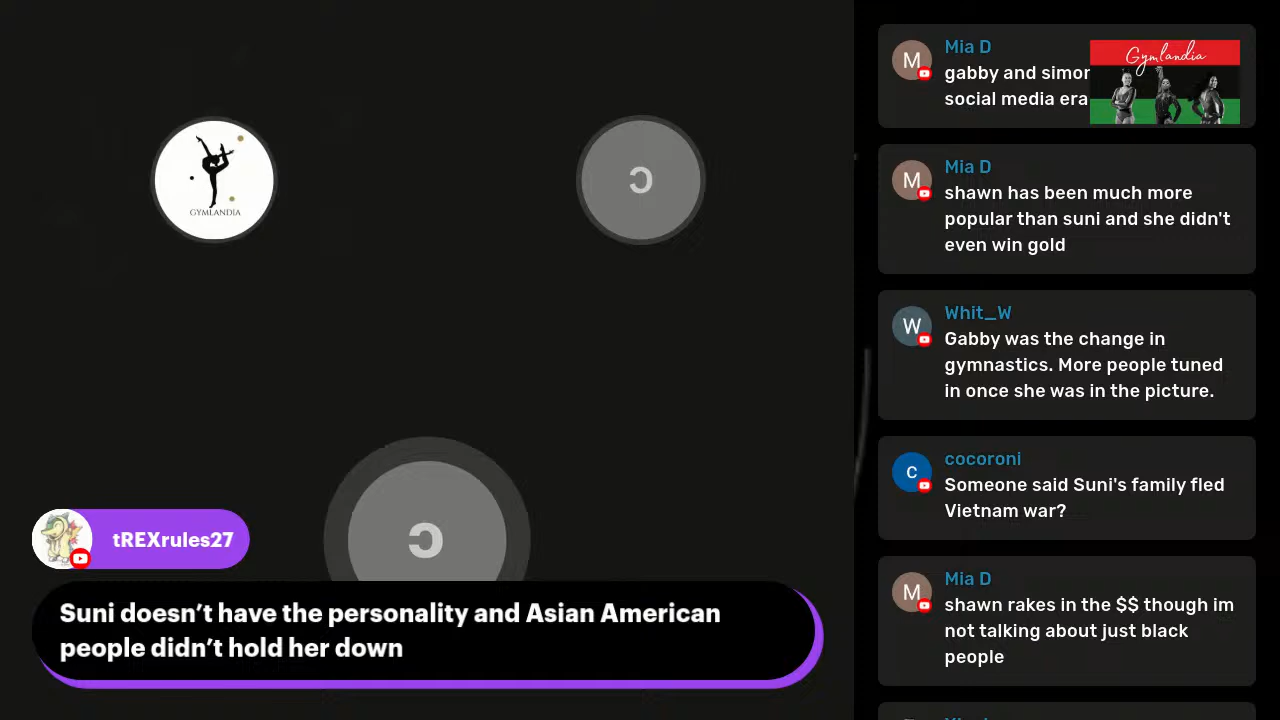 GYMLANDIA
ↄ
ↄ
tREXrules27
Suni doesn’t have the personality and Asian American
people didn’t hold her down
Mia D
M
gabby and simon
social media era
Gymlandia
Mia D
M
shawn has been much more
popular than suni and she didn't
even win gold
Whit_W
W
Gabby was the change in
gymnastics. More people tuned
in once she was in the picture.
cocoroni
c
Someone said Suni's family fled
Vietnam war?
Mia D
M
shawn rakes in the $$ though im
not talking about just black
people